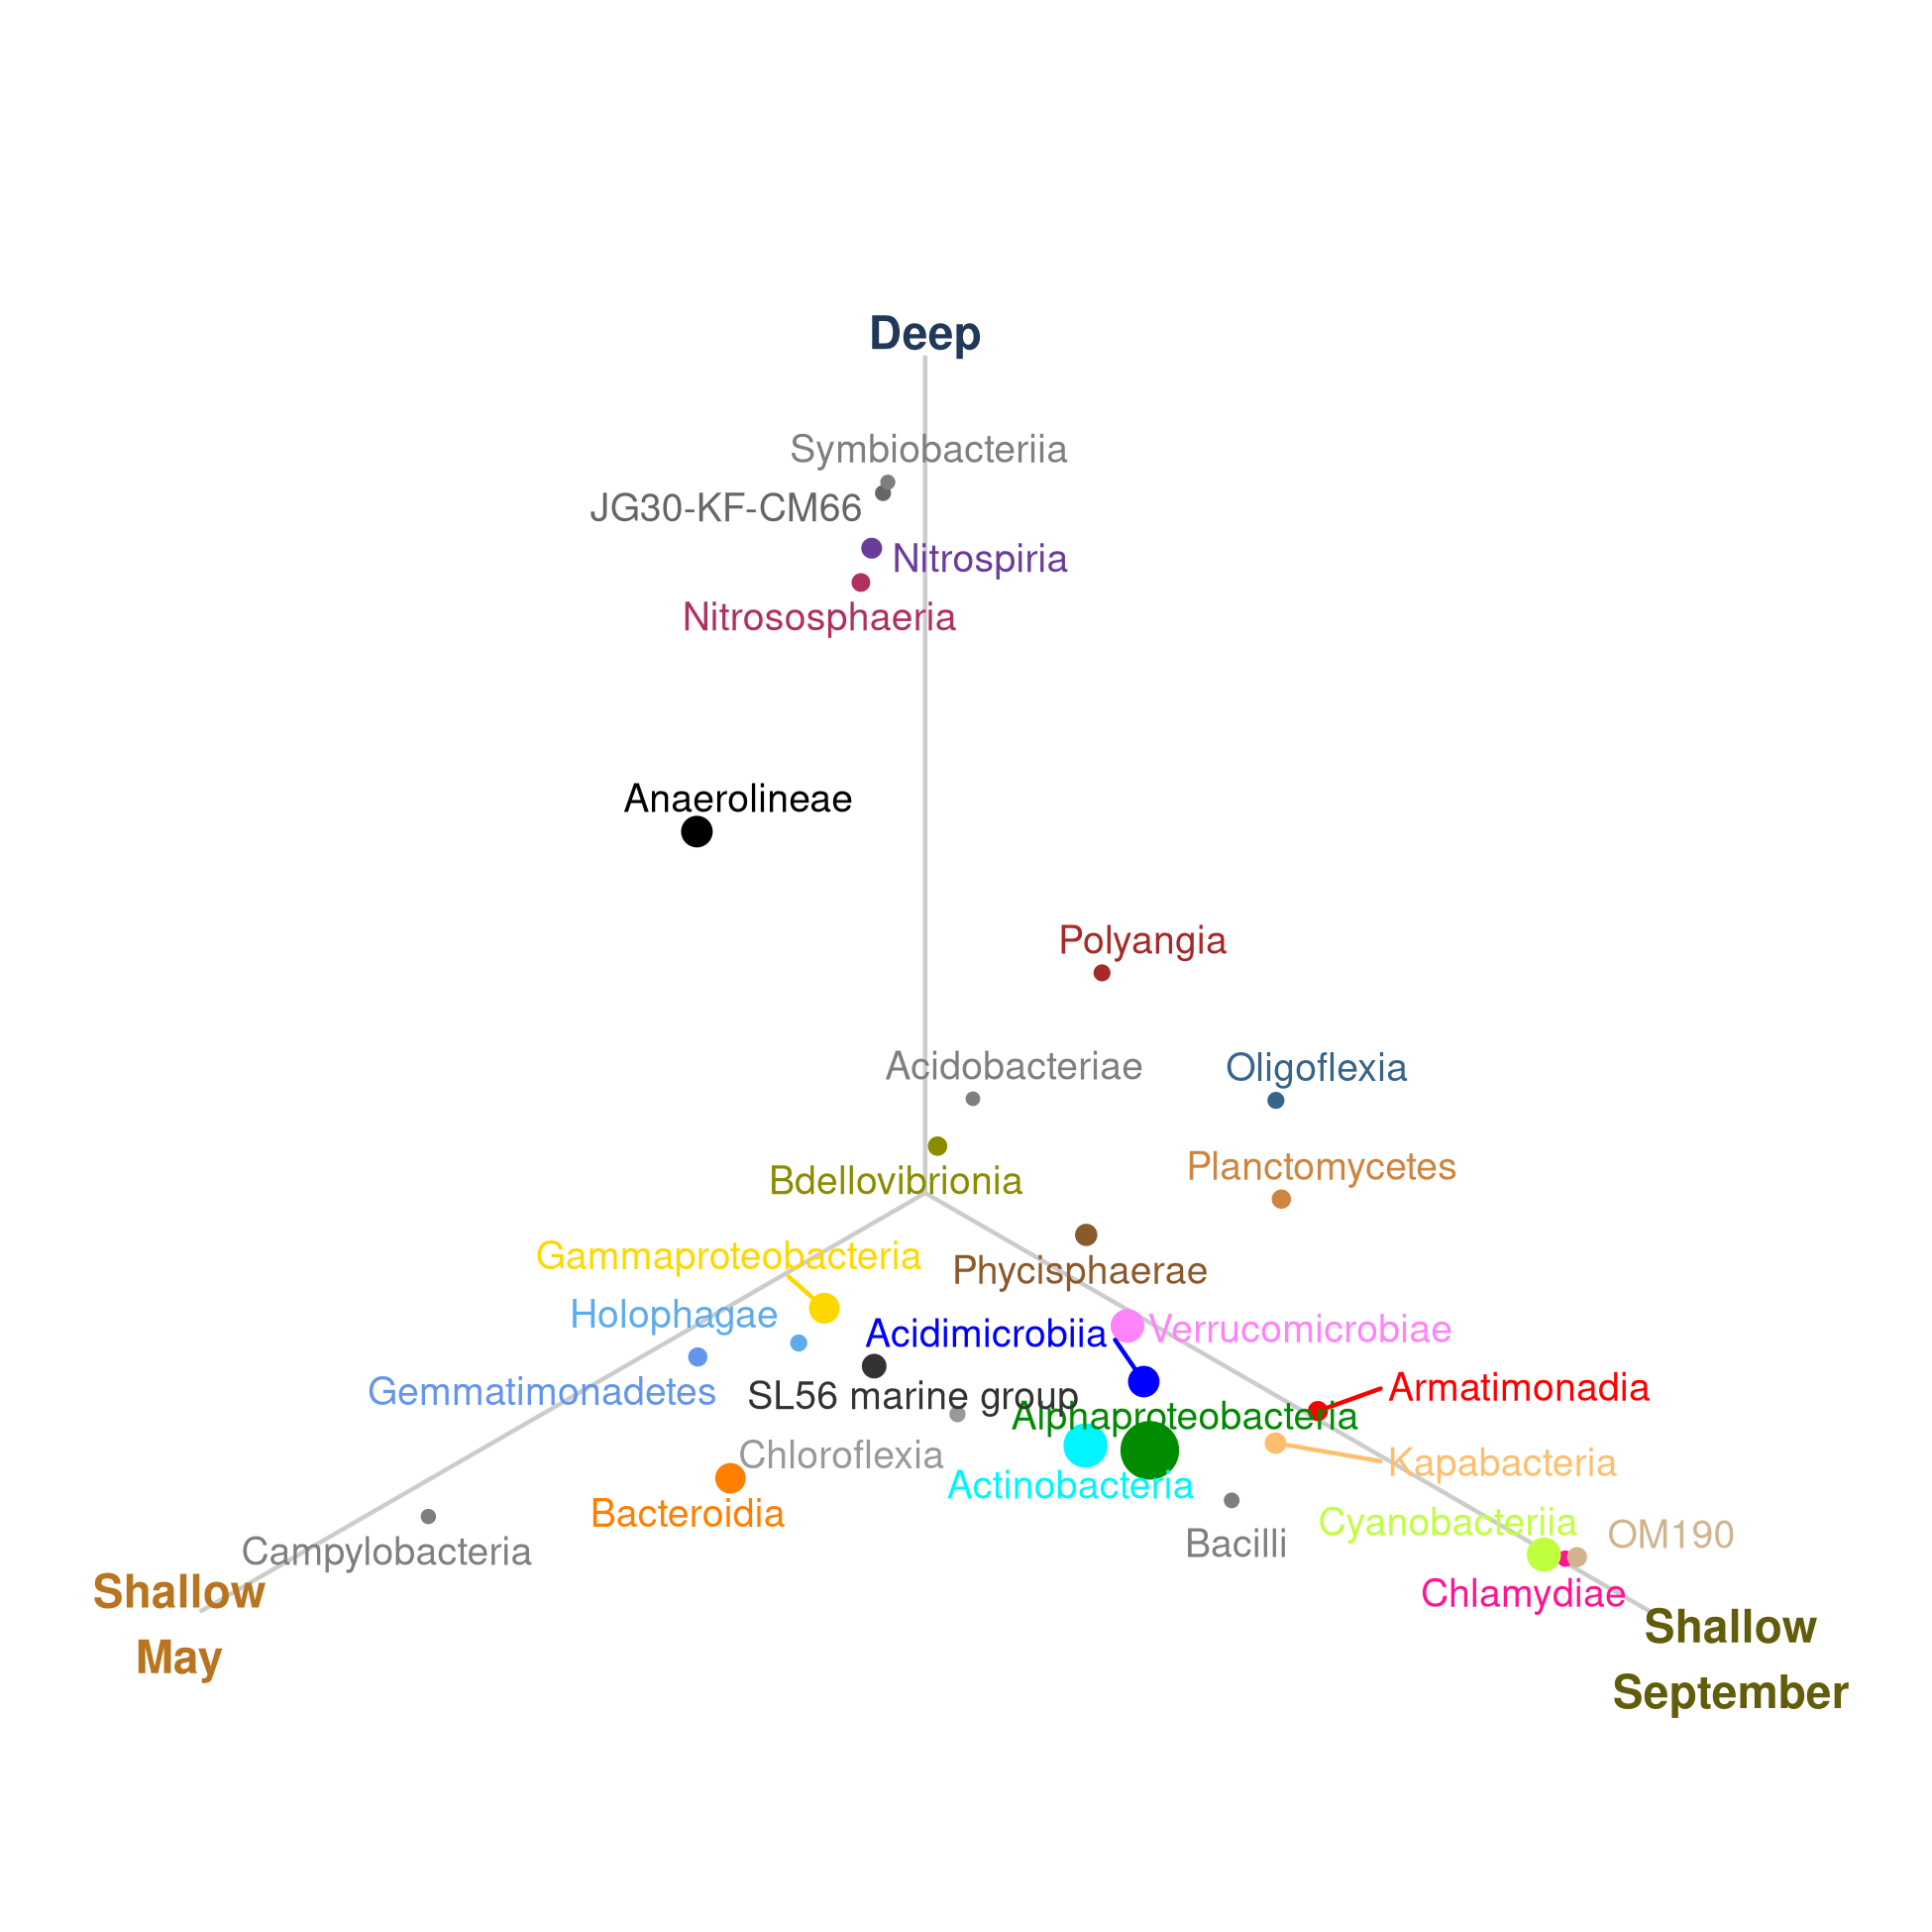 Deep
Symbiobacteriia
JG30-KF-CM66
Nitrospiria
Nitrososphaeria
Anaerolineae
Polyangia
Acidobacteriae
Oligoflexia
Planctomycetes
Bdellovibrionia
Gammaproteobacteria
Phycisphaerae
Holophagae
Acidimicrobiia
Verrucomicrobiae
Gemmatimonadetes
SL56 marine group
Armatimonadia
Alphaproteobacteria
Chloroflexia
Kapabacteria
Actinobacteria
Bacteroidia
Cyanobacteriia
OM190
Bacilli
Campylobacteria
Chlamydiae
Shallow
May
Shallow
September